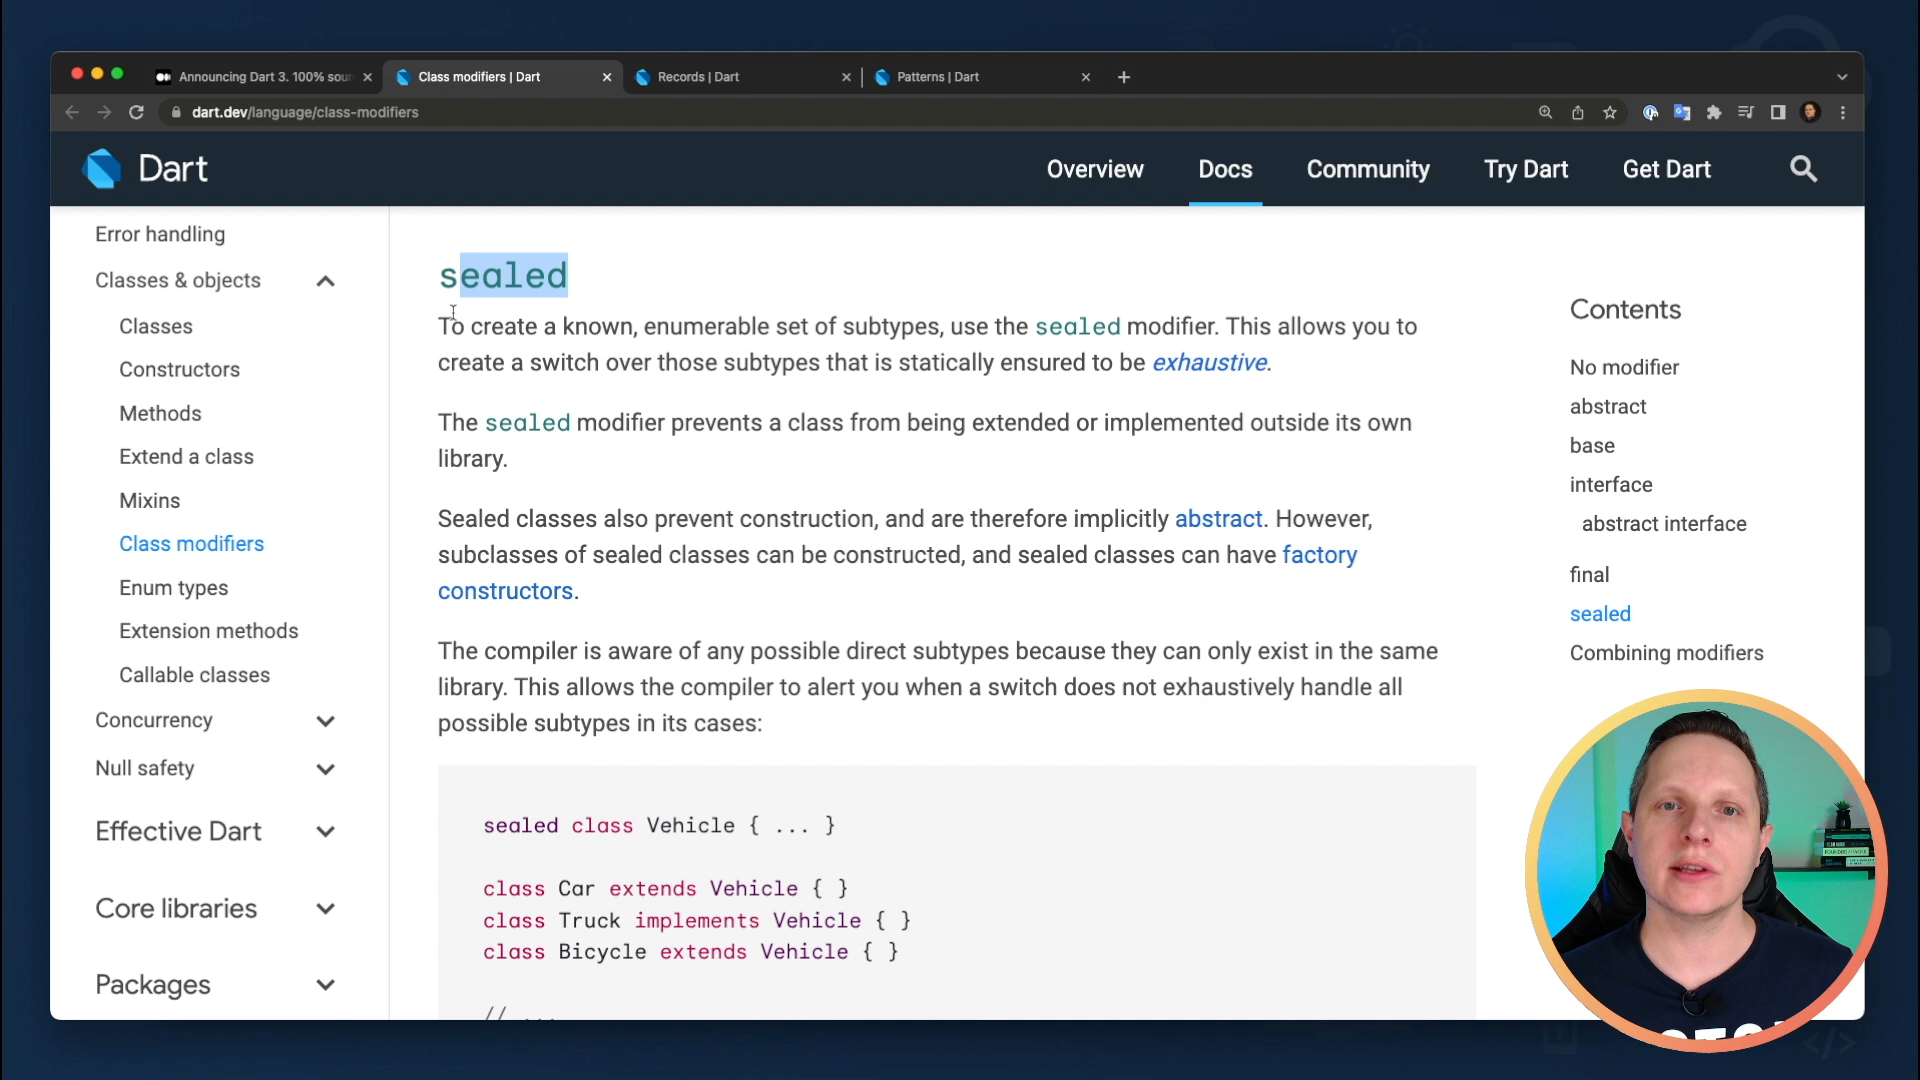 Announcing Dart 3. 100% soun
Class modifiers | Dart
Records | Dart
Patterns | Dart
dart.dev/language/class-modifiers
Dart
Overview
Docs
Community
Try Dart
Get Dart
Error handling
Classes & objects
Classes
Constructors
Methods
Extend a class
Mixins
Class modifiers
Enum types
Extension methods
Callable classes
Concurrency
Null safety
Effective Dart
Core libraries
Packages
sealed
To create a known, enumerable set of subtypes, use the sealed modifier. This allows you to
create a switch over those subtypes that is statically ensured to be exhaustive.
The sealed modifier prevents a class from being extended or implemented outside its own
library.
Sealed classes also prevent construction, and are therefore implicitly abstract. However,
subclasses of sealed classes can be constructed, and sealed classes can have factory
constructors.
The compiler is aware of any possible direct subtypes because they can only exist in the same
library. This allows the compiler to alert you when a switch does not exhaustively handle all
possible subtypes in its cases:
sealed class Vehicle { ... }
class Car extends Vehicle { }
class Truck implements Vehicle { }
class Bicycle extends Vehicle { }
// ...
Contents
No modifier
abstract
base
interface
abstract interface
final
sealed
Combining modifiers